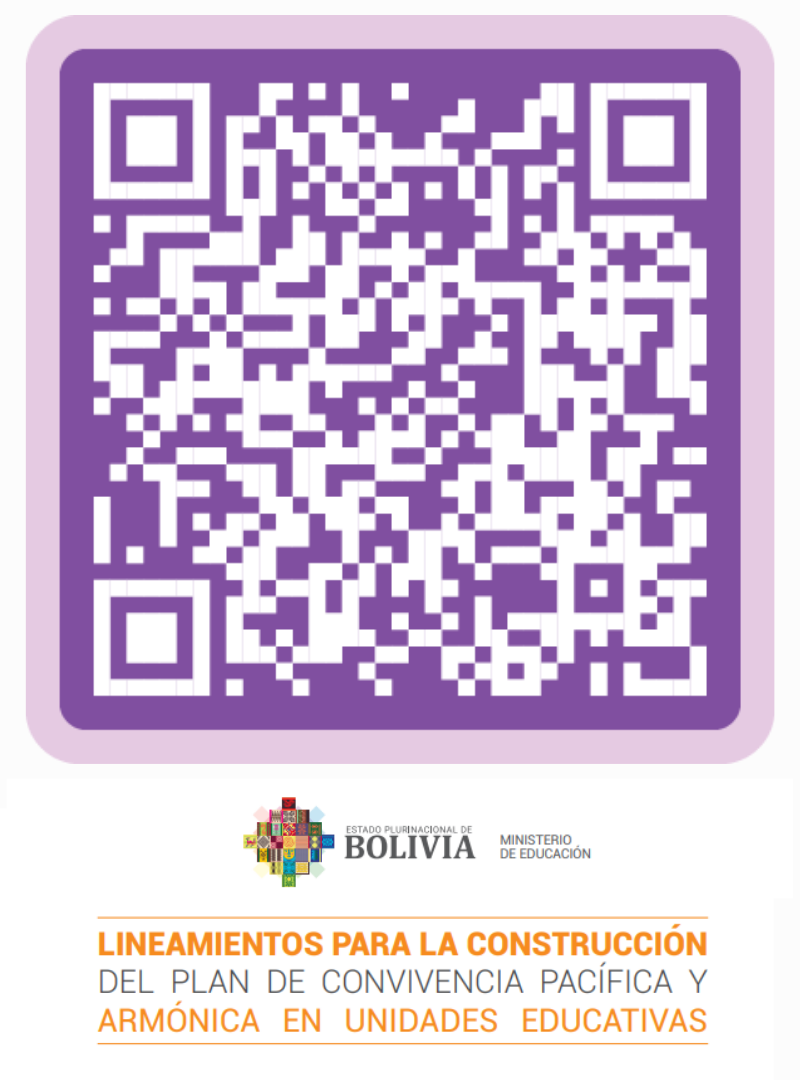 ESTADO PLURINACIONAL DE
BOLIVIA
MINISTERIO
DE EDUCACIÓN
LINEAMIENTOS PARA LA CONSTRUCCIÓN
DEL PLAN DE CONVIVENCIA PACÍFICA Y
ARMÓNICA EN UNIDADES EDUCATIVAS